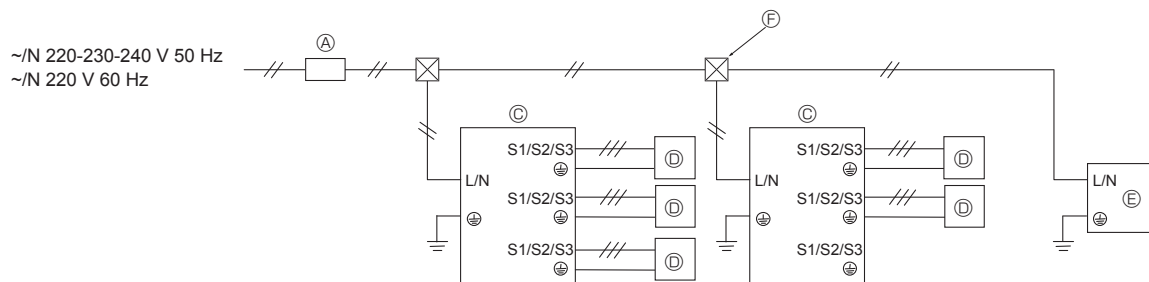 ~/N 220-230-240 V 50 Hz
~/N 220 V 60 Hz
Ⓐ
Ⓕ
Ⓒ
S1/S2/S3
Ⓓ
L/N
S1/S2/S3
Ⓓ
S1/S2/S3
Ⓓ
Ⓒ
S1/S2/S3
Ⓓ
L/N
S1/S2/S3
Ⓓ
S1/S2/S3
L/N
Ⓔ